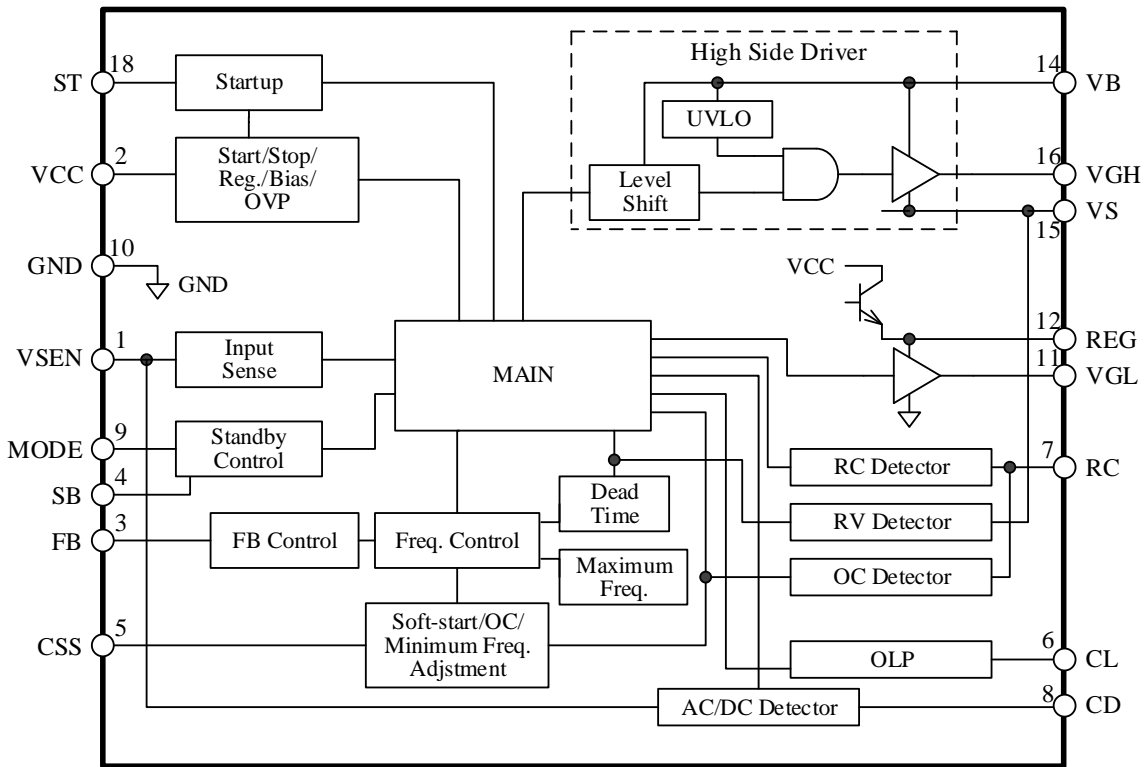 High Side Driver
18
ST
Startup
14
VB
UVLO
2
VCC
Start/Stop/
Reg./Bias/
OVP
16
VGH
Level
Shift
VS
15
10
GND
GND
VCC
1
VSEN
Input
Sense
MAIN
12
REG
11
VGL
9
MODE
Standby
Control
4
SB
RC Detector
7
RC
Dead
Time
3
FB
FB Control
Freq. Control
RV Detector
Maximum
Freq.
OC Detector
5
CSS
Soft-start/OC/
Minimum Freq.
Adjstment
OLP
6
CL
AC/DC Detector
8
CD